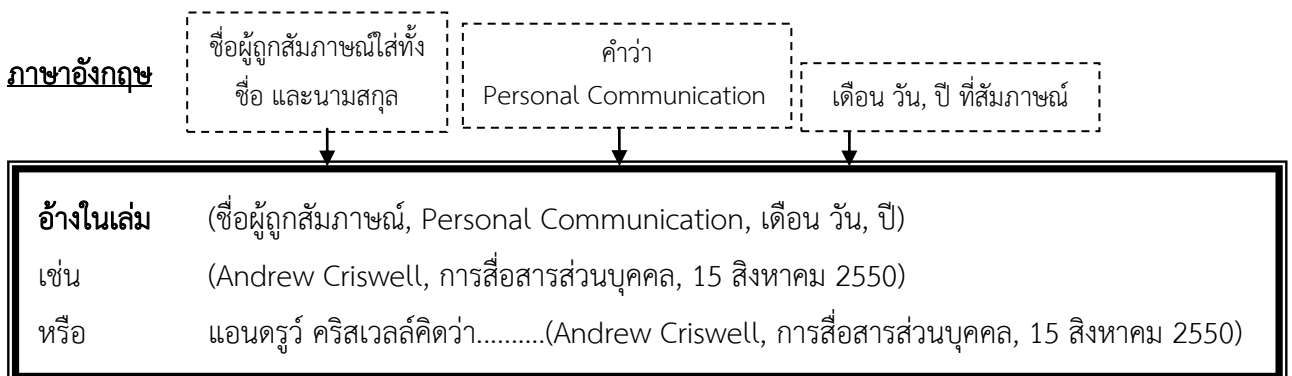 ภาษาอังกฤษ
ชื่อผู้ถูกสัมภาษณ์ใส่ทั้ง
ชื่อ และนามสกุล
คำว่า
Personal Communication
เดือน วัน, ปี ที่สัมภาษณ์
อ้างในเล่ม (ชื่อผู้ถูกสัมภาษณ์, Personal Communication, เดือน วัน, ปี)
เช่น (Andrew Criswell, การสื่อสารส่วนบุคคล, 15 สิงหาคม 2550)
หรือ แอนดรูว์ คริสเวลล์คิดว่า..........(Andrew Criswell, การสื่อสารส่วนบุคคล, 15 สิงหาคม 2550)